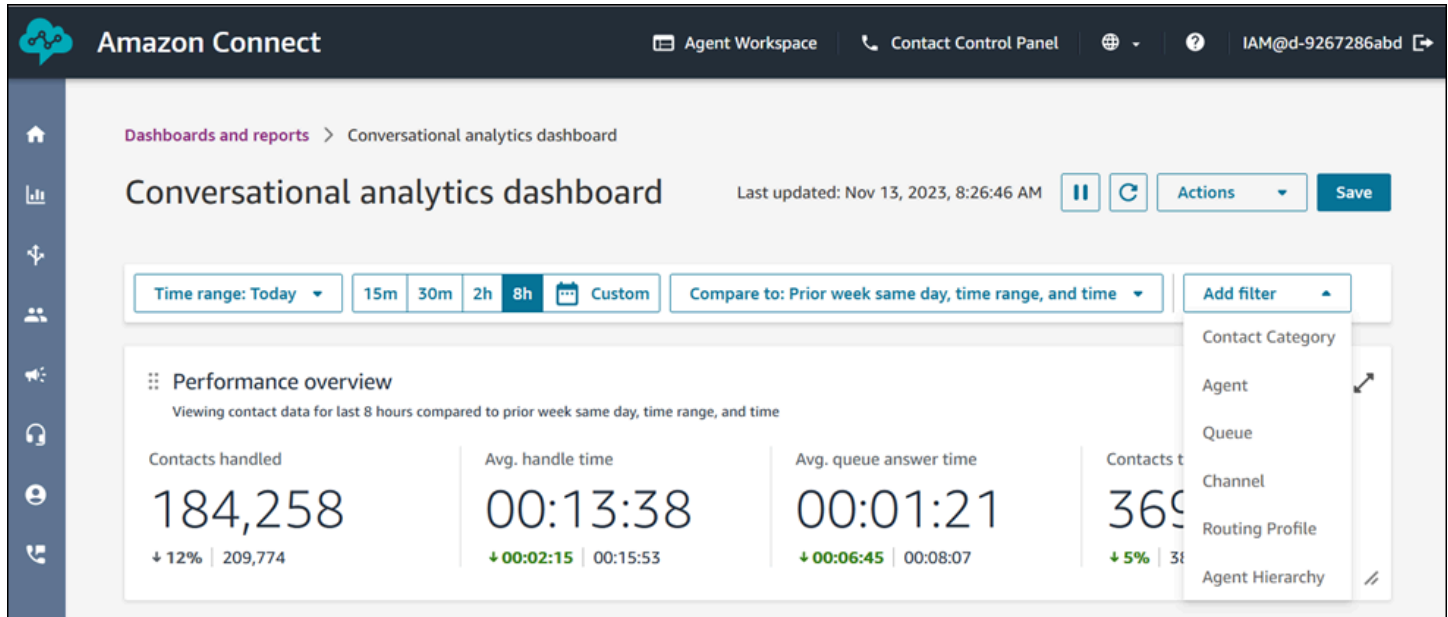 Amazon Connect Agent Workspace Contact Control Panel IAM@d-9267286abd
Dashboards and reports > Conversational analytics dashboard
Conversational analytics dashboard Last updated: Nov 13, 2023, 8:26:46 AM Actions Save
Time range: Today 15m 30m 2h 8h Custom Compare to: Prior week same day, time range, and time Add filter
Contact Category
Agent
Queue
Channel
Routing Profile
Agent Hierarchy
Performance overview
Viewing contact data for last 8 hours compared to prior week same day, time range, and time
Contacts handled
184,258
↓ 12% | 209,774
Avg. handle time
00:13:38
↓ 00:02:15 | 00:15:53
Avg. queue answer time
00:01:21
↓ 00:06:45 | 00:08:07
Contacts
369
↓ 5%